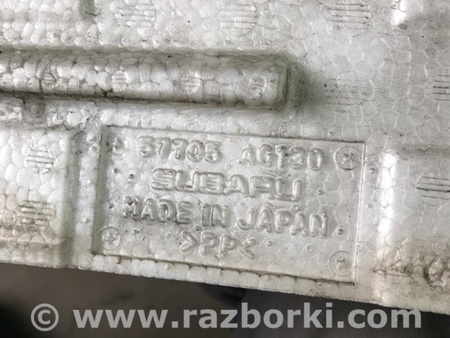 57705 AG120
SUBARU
MADE IN JAPAN
>PP<
© www.razborki.com